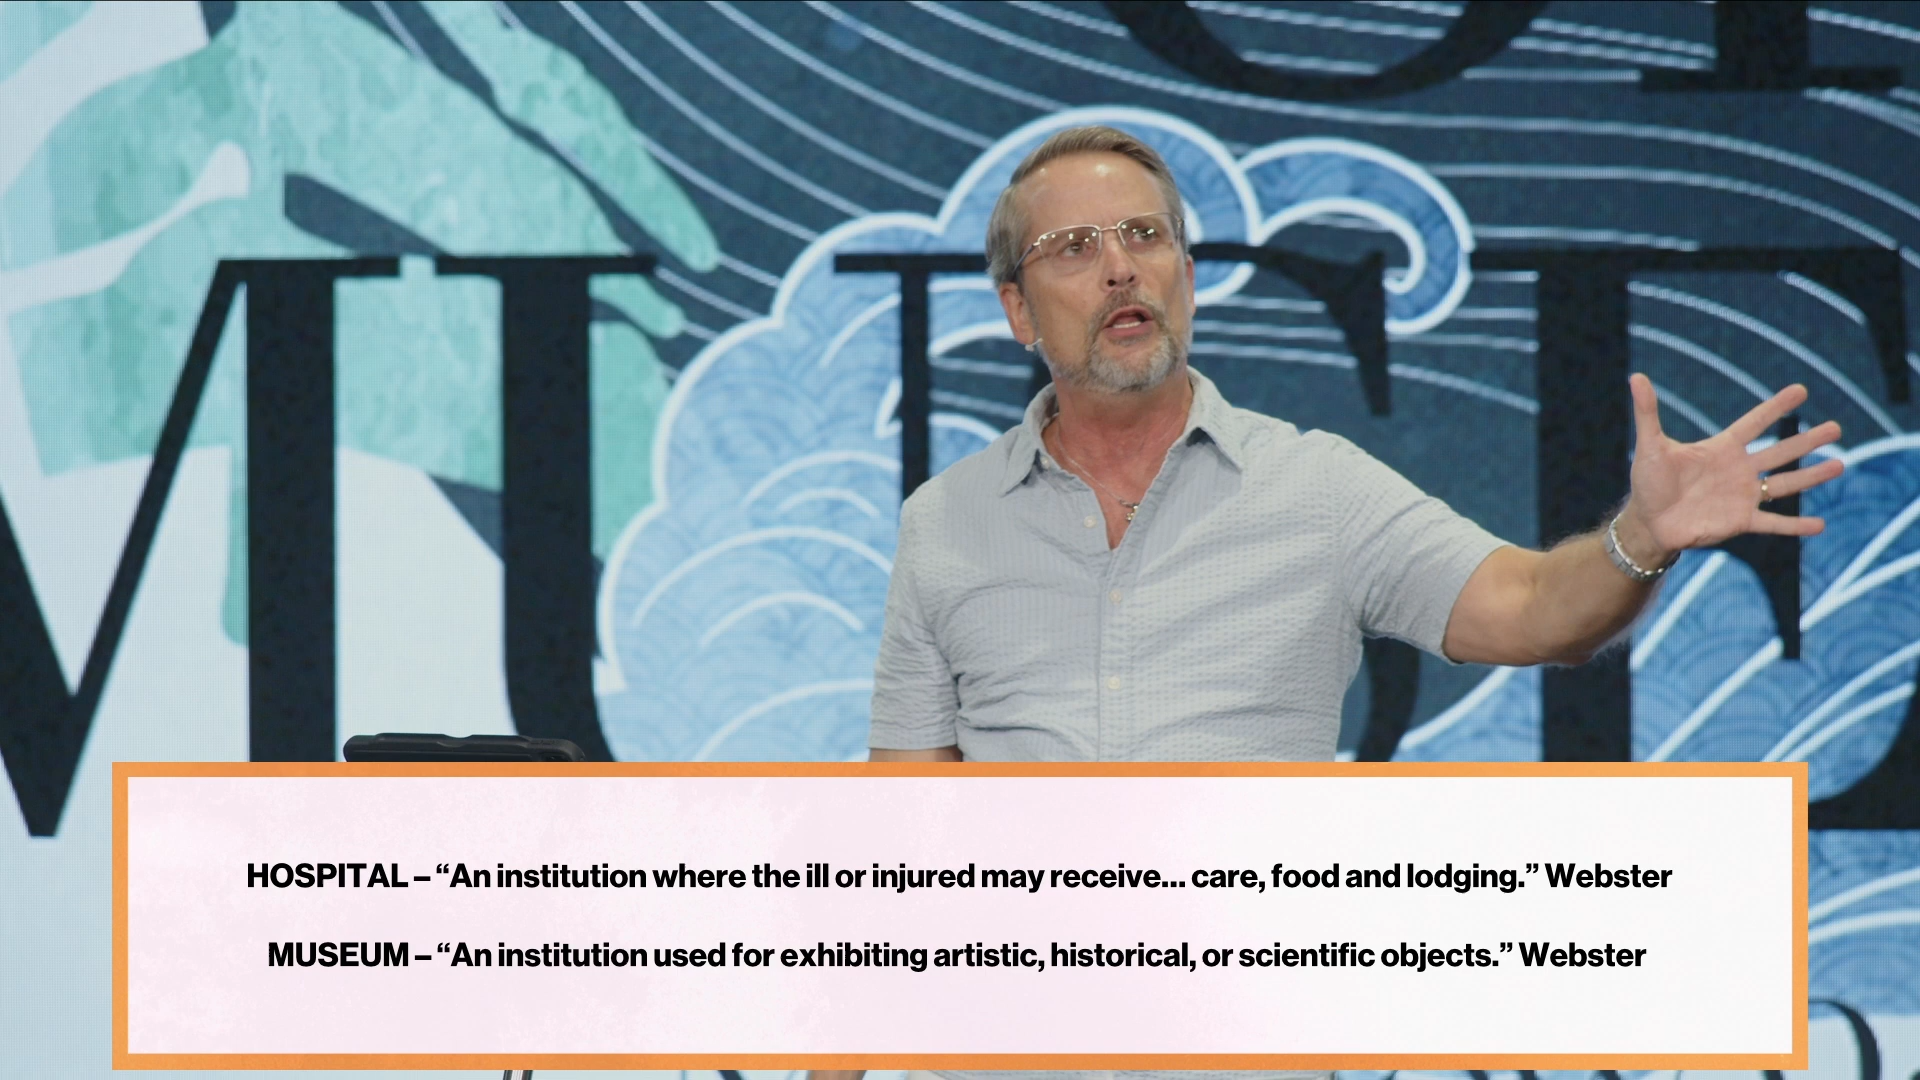 HOSPITAL – “An institution where the ill or injured may receive... care, food and lodging.” Webster
MUSEUM – “An institution used for exhibiting artistic, historical, or scientific objects.” Webster